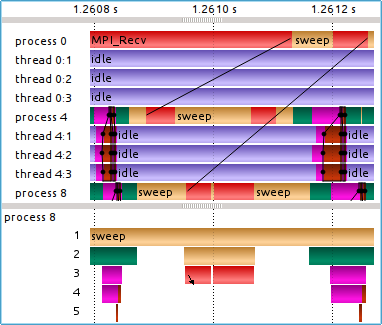 1.2608 s 1.2610 s 1.2612 s
process 0 MPI_Recv sweep
thread 0:1 idle
thread 0:2 idle
thread 0:3 idle
process 4 sweep
thread 4:1 idle idle
thread 4:2 idle idle
thread 4:3 idle idle
process 8 sweep sweep
process 8
1 sweep
2
3
4
5